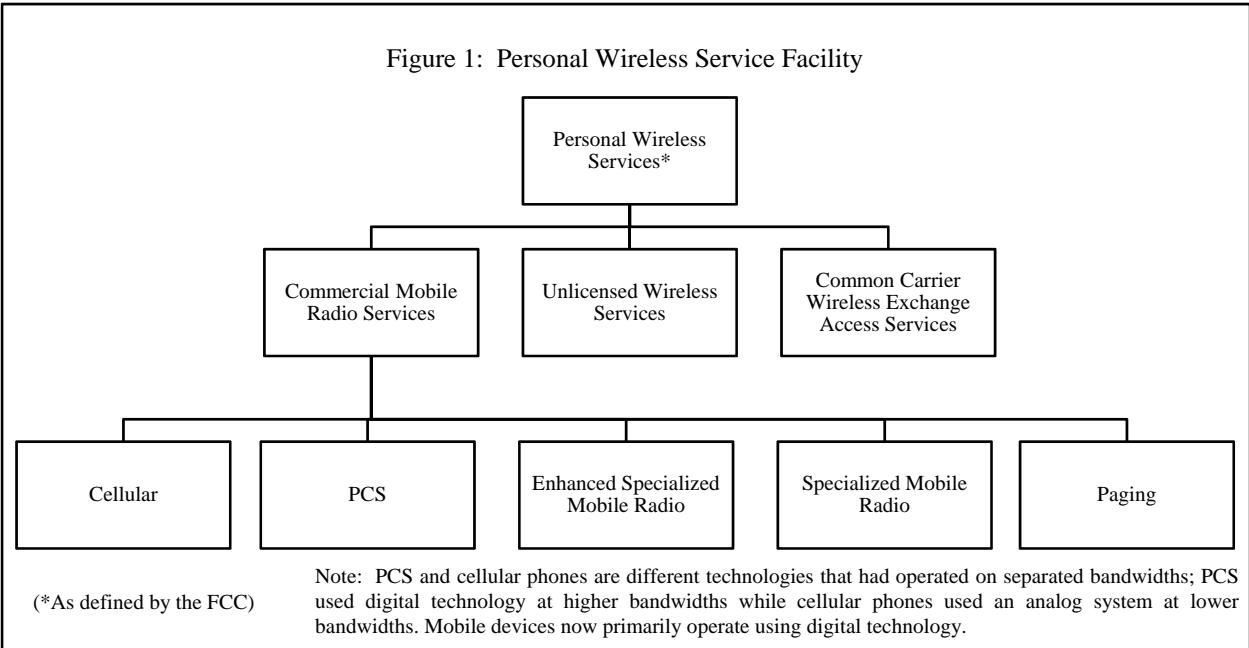 Figure 1: Personal Wireless Service Facility
Personal Wireless
Services*
Commercial Mobile
Radio Services
Unlicensed Wireless
Services
Common Carrier
Wireless Exchange
Access Services
Cellular
PCS
Enhanced Specialized
Mobile Radio
Specialized Mobile
Radio
Paging
(*As defined by the FCC)
Note: PCS and cellular phones are different technologies that had operated on separated bandwidths; PCS
used digital technology at higher bandwidths while cellular phones used an analog system at lower
bandwidths. Mobile devices now primarily operate using digital technology.